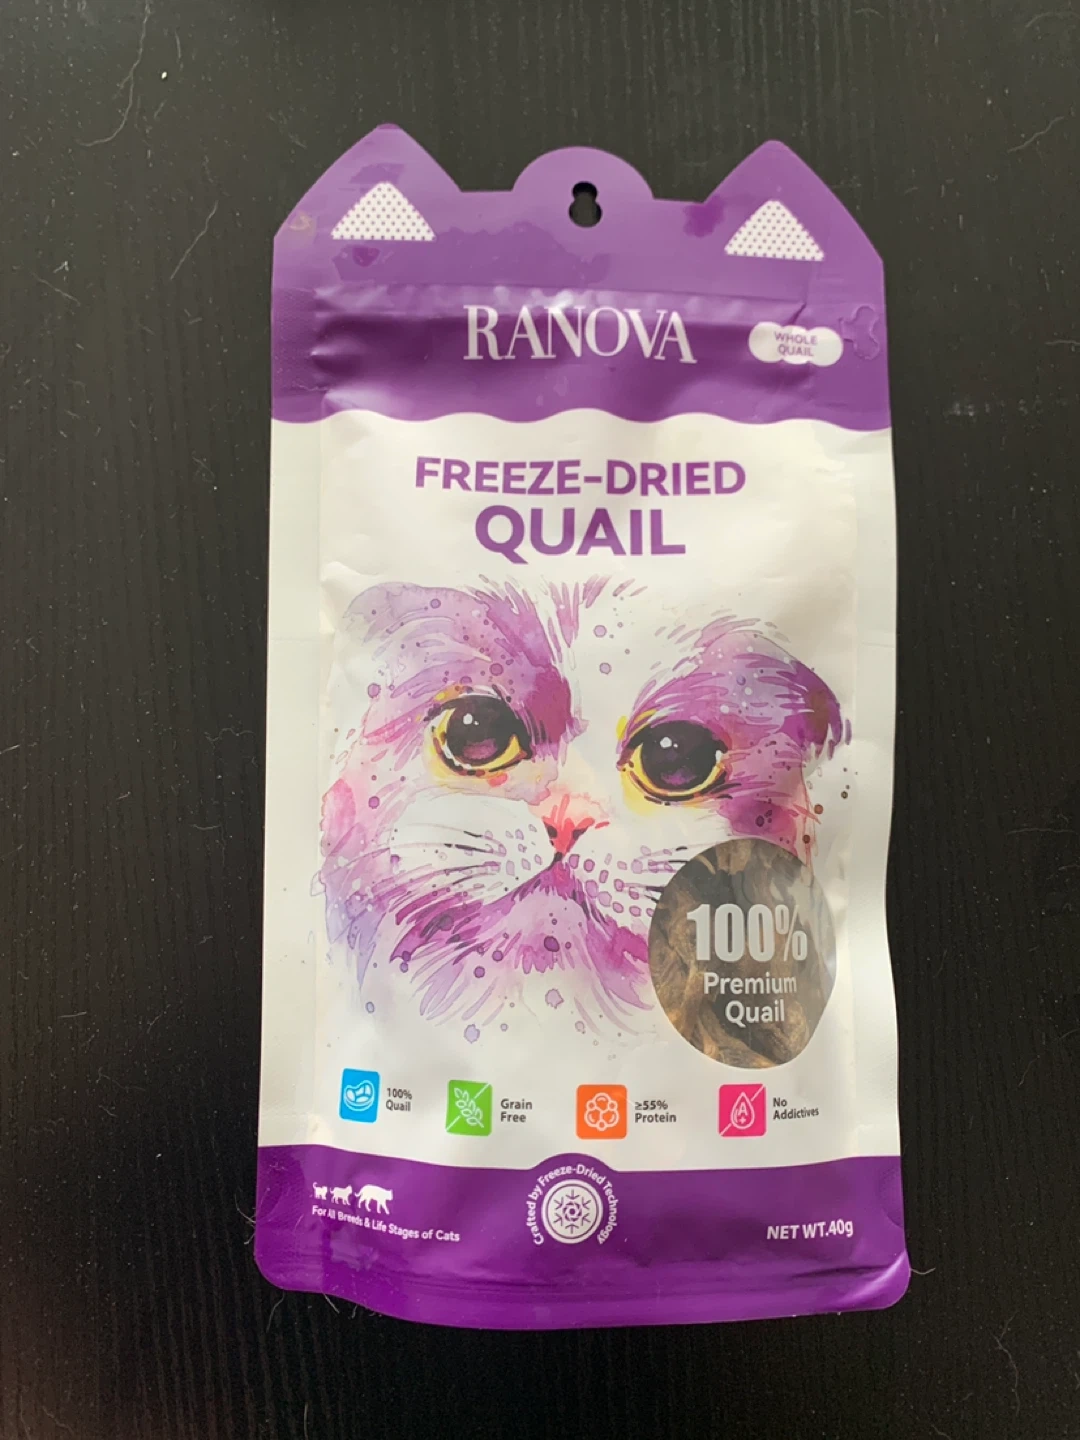 RANOVA
WHOLE
QUAIL
FREEZE-DRIED
QUAIL
100%
Premium
Quail
100%
Quail
Grain
Free
≥55%
Protein
A
No
Addictives
For All Breeds & Life Stages of Cats
Crafted by Freeze-Dried Technology
NET WT.40g